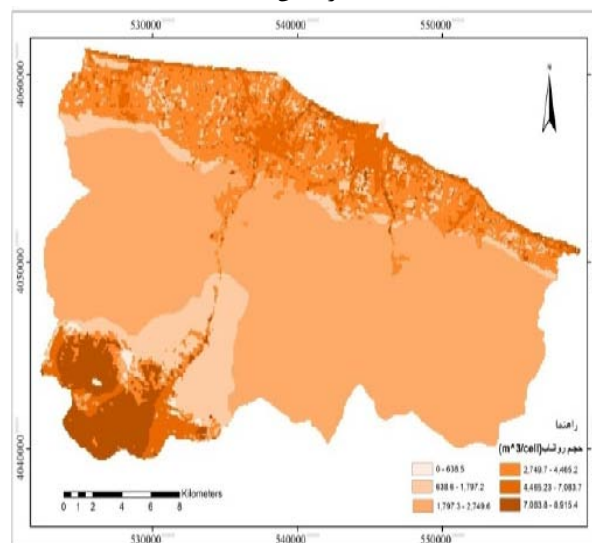 530000 540000 550000
4060000
4050000
4040000
N
راهنما
حجم رواناب(m^3/cell)
0 - 638.5
638.6 - 1,797.2
1,797.3 - 2,749.6
2,749.7 - 4,465.2
4,465.23 - 7,083.7
7,083.8 - 8,915.4
Kilometers
0 1 2 4 6 8
530000 540000 550000